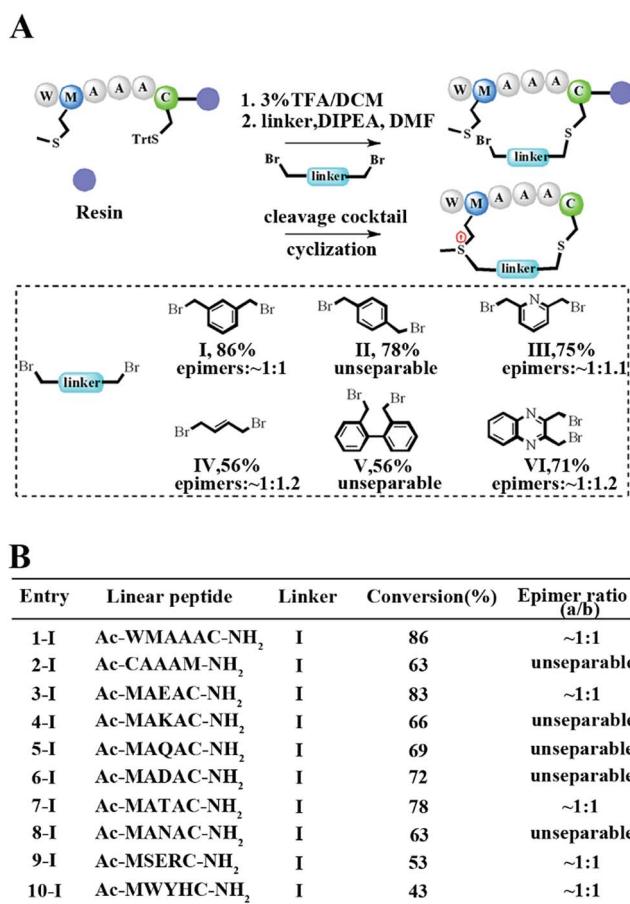 A
W M A A A C
S
TrtS
Resin
1. 3%TFA/DCM
2. linker,DIPEA, DMF
Br
Br
linker
W M A A A C
Br
S
S
linker
cleavage cocktail
cyclization
W M A A A C
S
S
linker
Br
Br
linker
Br Br
I, 86%
epimers:~1:1
Br
Br
II, 78%
unseparable
Br N Br
III,75%
epimers:~1:1.1
Br
Br
IV,56%
epimers:~1:1.2
Br Br
V,56%
unseparable
N
N
Br
Br
VI,71%
epimers:~1:1.2
B
Entry Linear peptide Linker Conversion(%) Epimer ratio (a/b)
1-I Ac-WMAAAC-NH2 I 86 ~1:1
2-I Ac-CAAAM-NH2 I 63 unseparable
3-I Ac-MAEAC-NH2 I 83 ~1:1
4-I Ac-MAKAC-NH2 I 66 unseparable
5-I Ac-MAQAC-NH2 I 69 unseparable
6-I Ac-MADAC-NH2 I 72 unseparable
7-I Ac-MATAC-NH2 I 78 ~1:1
8-I Ac-MANAC-NH2 I 63 unseparable
9-I Ac-MSERC-NH2 I 53 ~1:1
10-I Ac-MWYHC-NH2 I 43 ~1:1